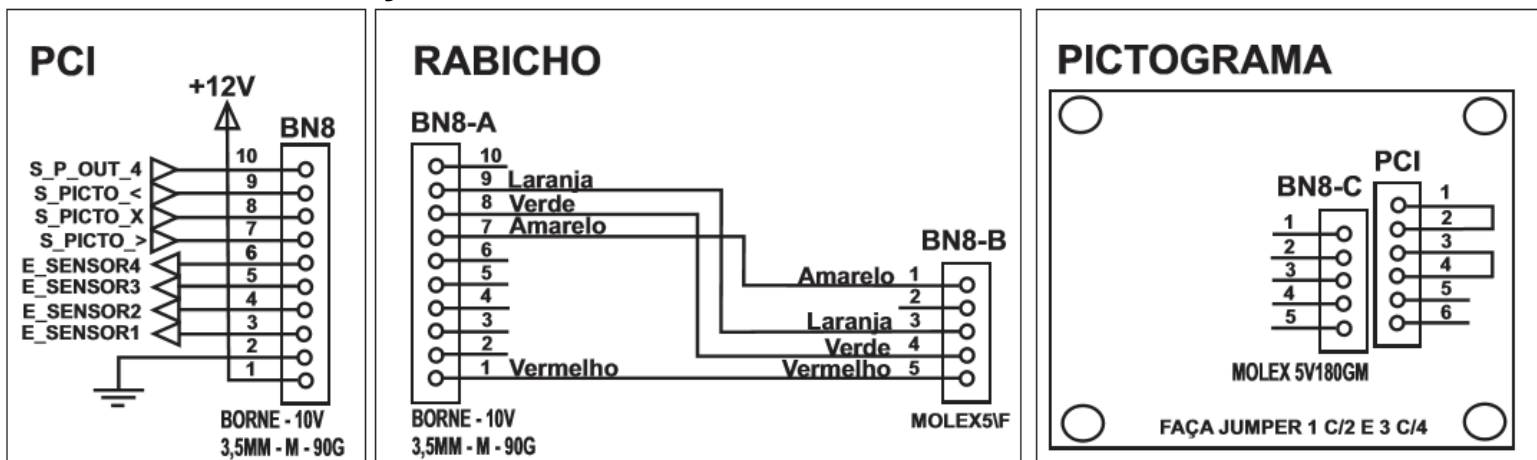 PCI
+12V
BN8
S_P_OUT_4 10
S_PICTO_< 9
S_PICTO_X 8
S_PICTO_> 7
E_SENSOR4 6
E_SENSOR3 5
E_SENSOR2 4
E_SENSOR1 3
2
1
BORNE - 10V
3,5MM - M - 90G
RABICHO
BN8-A
10
9 Laranja
8 Verde
7 Amarelo
6
5
4
3
2
1 Vermelho
BORNE - 10V
3,5MM - M - 90G
BN8-B
Amarelo 1
2
Laranja 3
Verde 4
Vermelho 5
MOLEX5\F
PICTOGRAMA
BN8-C
1
2
3
4
5
PCI
1
2
3
4
5
6
MOLEX 5V180GM
FAÇA JUMPER 1 C/2 E 3 C/4